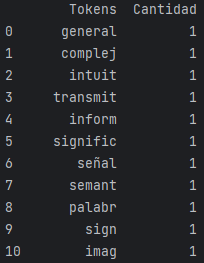 Tokens Cantidad
0 general 1
1 complej 1
2 intuit 1
3 transmit 1
4 inform 1
5 signific 1
6 señal 1
7 semant 1
8 palabr 1
9 sign 1
10 imag 1